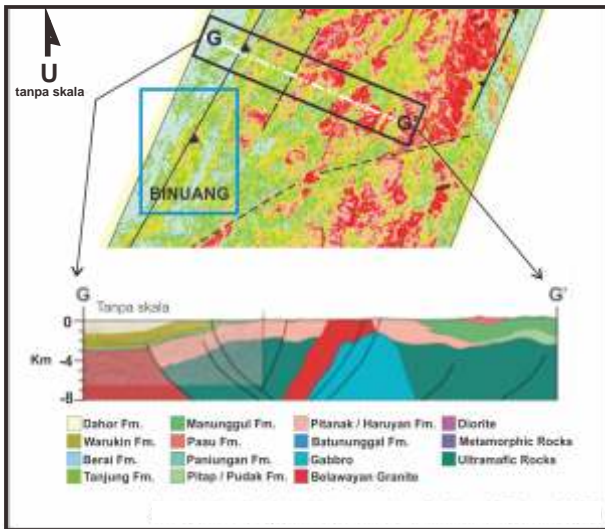 U
tanpa skala
G
G'
BINUANG
G
G'
Tanpa skala
0
Km
-4
-8
Dahor Fm.
Manunggul Fm.
Pitanak / Haruyan Fm.
Diorite
Warukin Fm.
Paau Fm.
Batununggal Fm.
Metamorphic Rocks
Berai Fm.
Paniungan Fm.
Gabbro
Ultramafic Rocks
Tanjung Fm.
Pitap / Pudak Fm.
Belawayan Granite